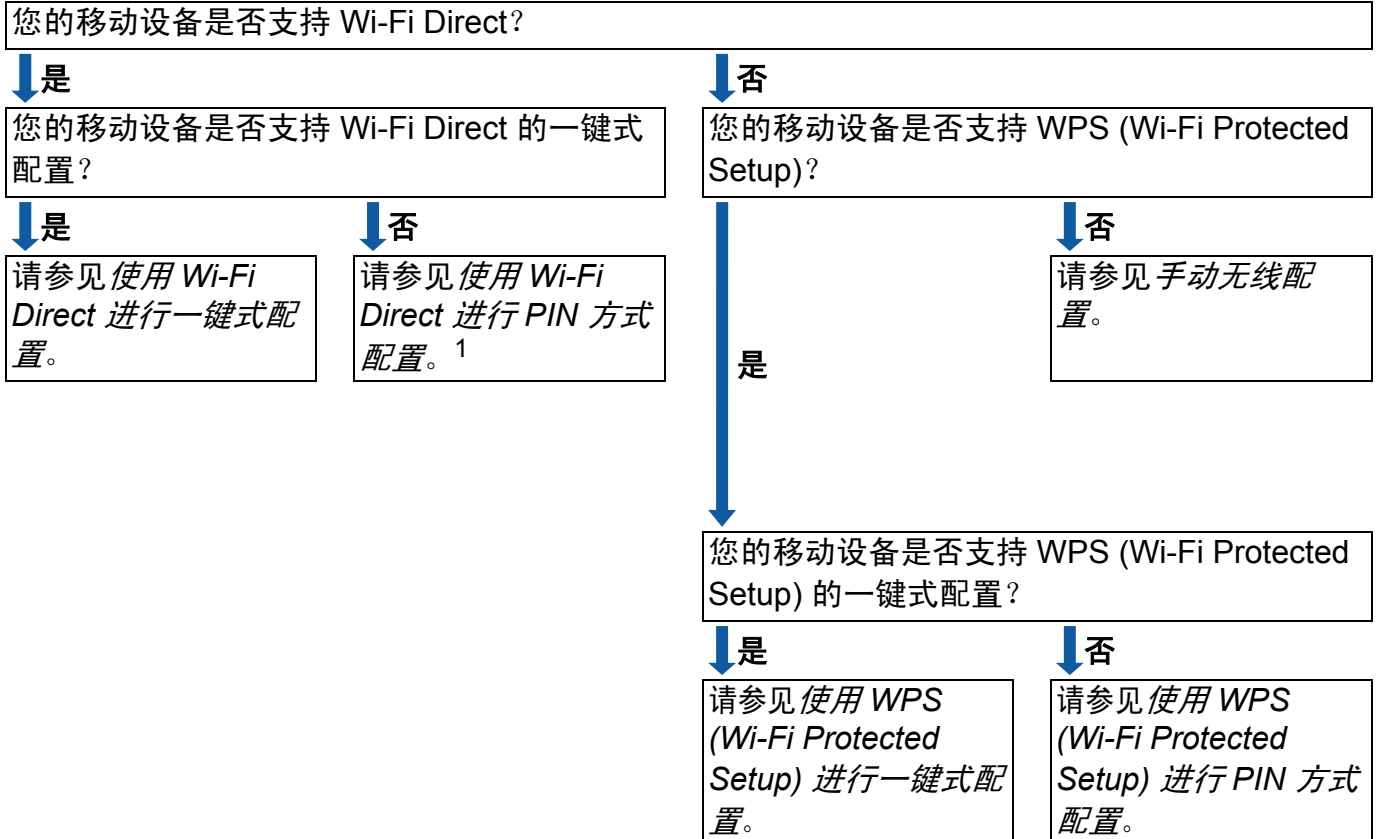 您的移动设备是否支持 Wi-Fi Direct？
是
否
您的移动设备是否支持 Wi-Fi Direct 的一键式
配置？
您的移动设备是否支持 WPS (Wi-Fi Protected
Setup)？
是
否
否
请参见使用 Wi-Fi
Direct 进行一键式配
置。
请参见使用 Wi-Fi
Direct 进行 PIN 方式
配置。1
请参见手动无线配
置。
是
您的移动设备是否支持 WPS (Wi-Fi Protected
Setup) 的一键式配置？
是
否
请参见使用 WPS
(Wi-Fi Protected
Setup) 进行一键式配
置。
请参见使用 WPS
(Wi-Fi Protected
Setup) 进行 PIN 方式
配置。